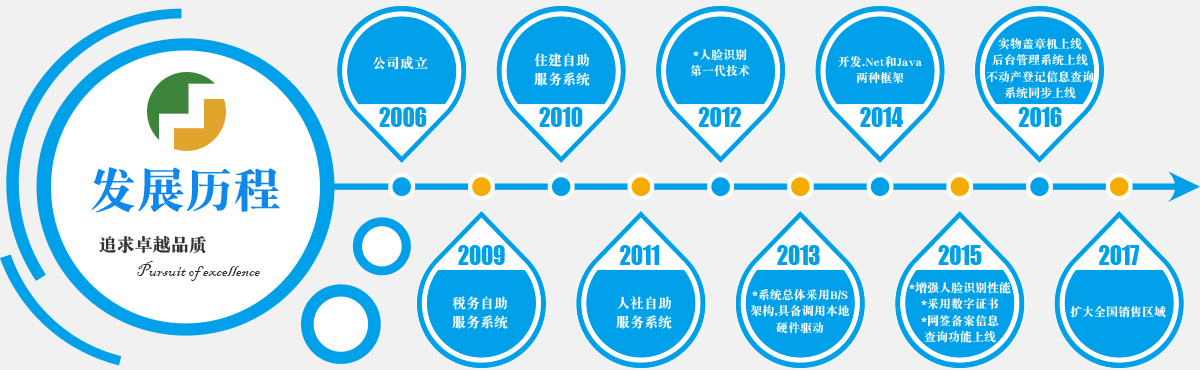 发展历程
追求卓越品质
Pursuit of excellence
公司成立
2006
税务自助
服务系统
2009
住建自助
服务系统
2010
人社自助
服务系统
2011
*人脸识别
第一代技术
2012
2013
*系统总体采用B/S
架构,具备调用本地
硬件驱动
开发.Net和Java
两种框架
2014
2015
*增强人脸识别性能
*采用数字证书
*网签备案信息
查询功能上线
实物盖章机上线
后台管理系统上线
不动产登记信息查询
系统同步上线
2016
2017
扩大全国销售区域